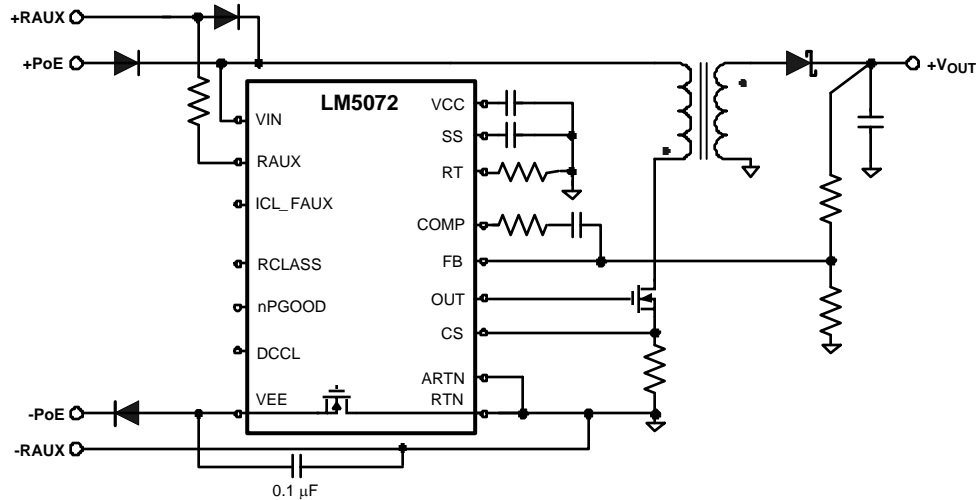 +RAUX
+PoE
LM5072
VIN
RAUX
ICL_FAUX
RCLASS
nPGOOD
DCCL
VEE
VCC
SS
RT
COMP
FB
OUT
CS
ARTN
RTN
+VOUT
-PoE
-RAUX
0.1 μF